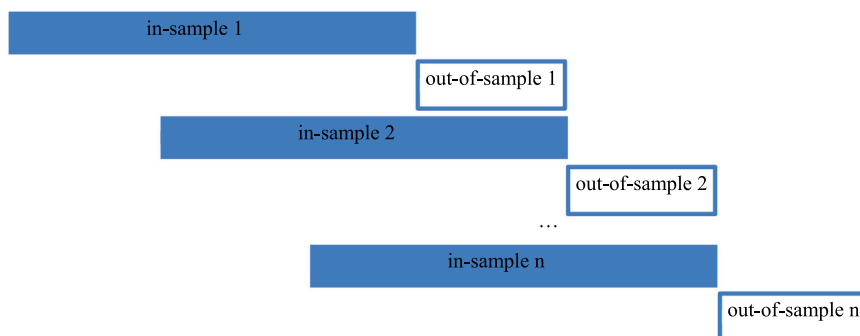 in-sample 1
out-of-sample 1
in-sample 2
out-of-sample 2
...
in-sample n
out-of-sample n